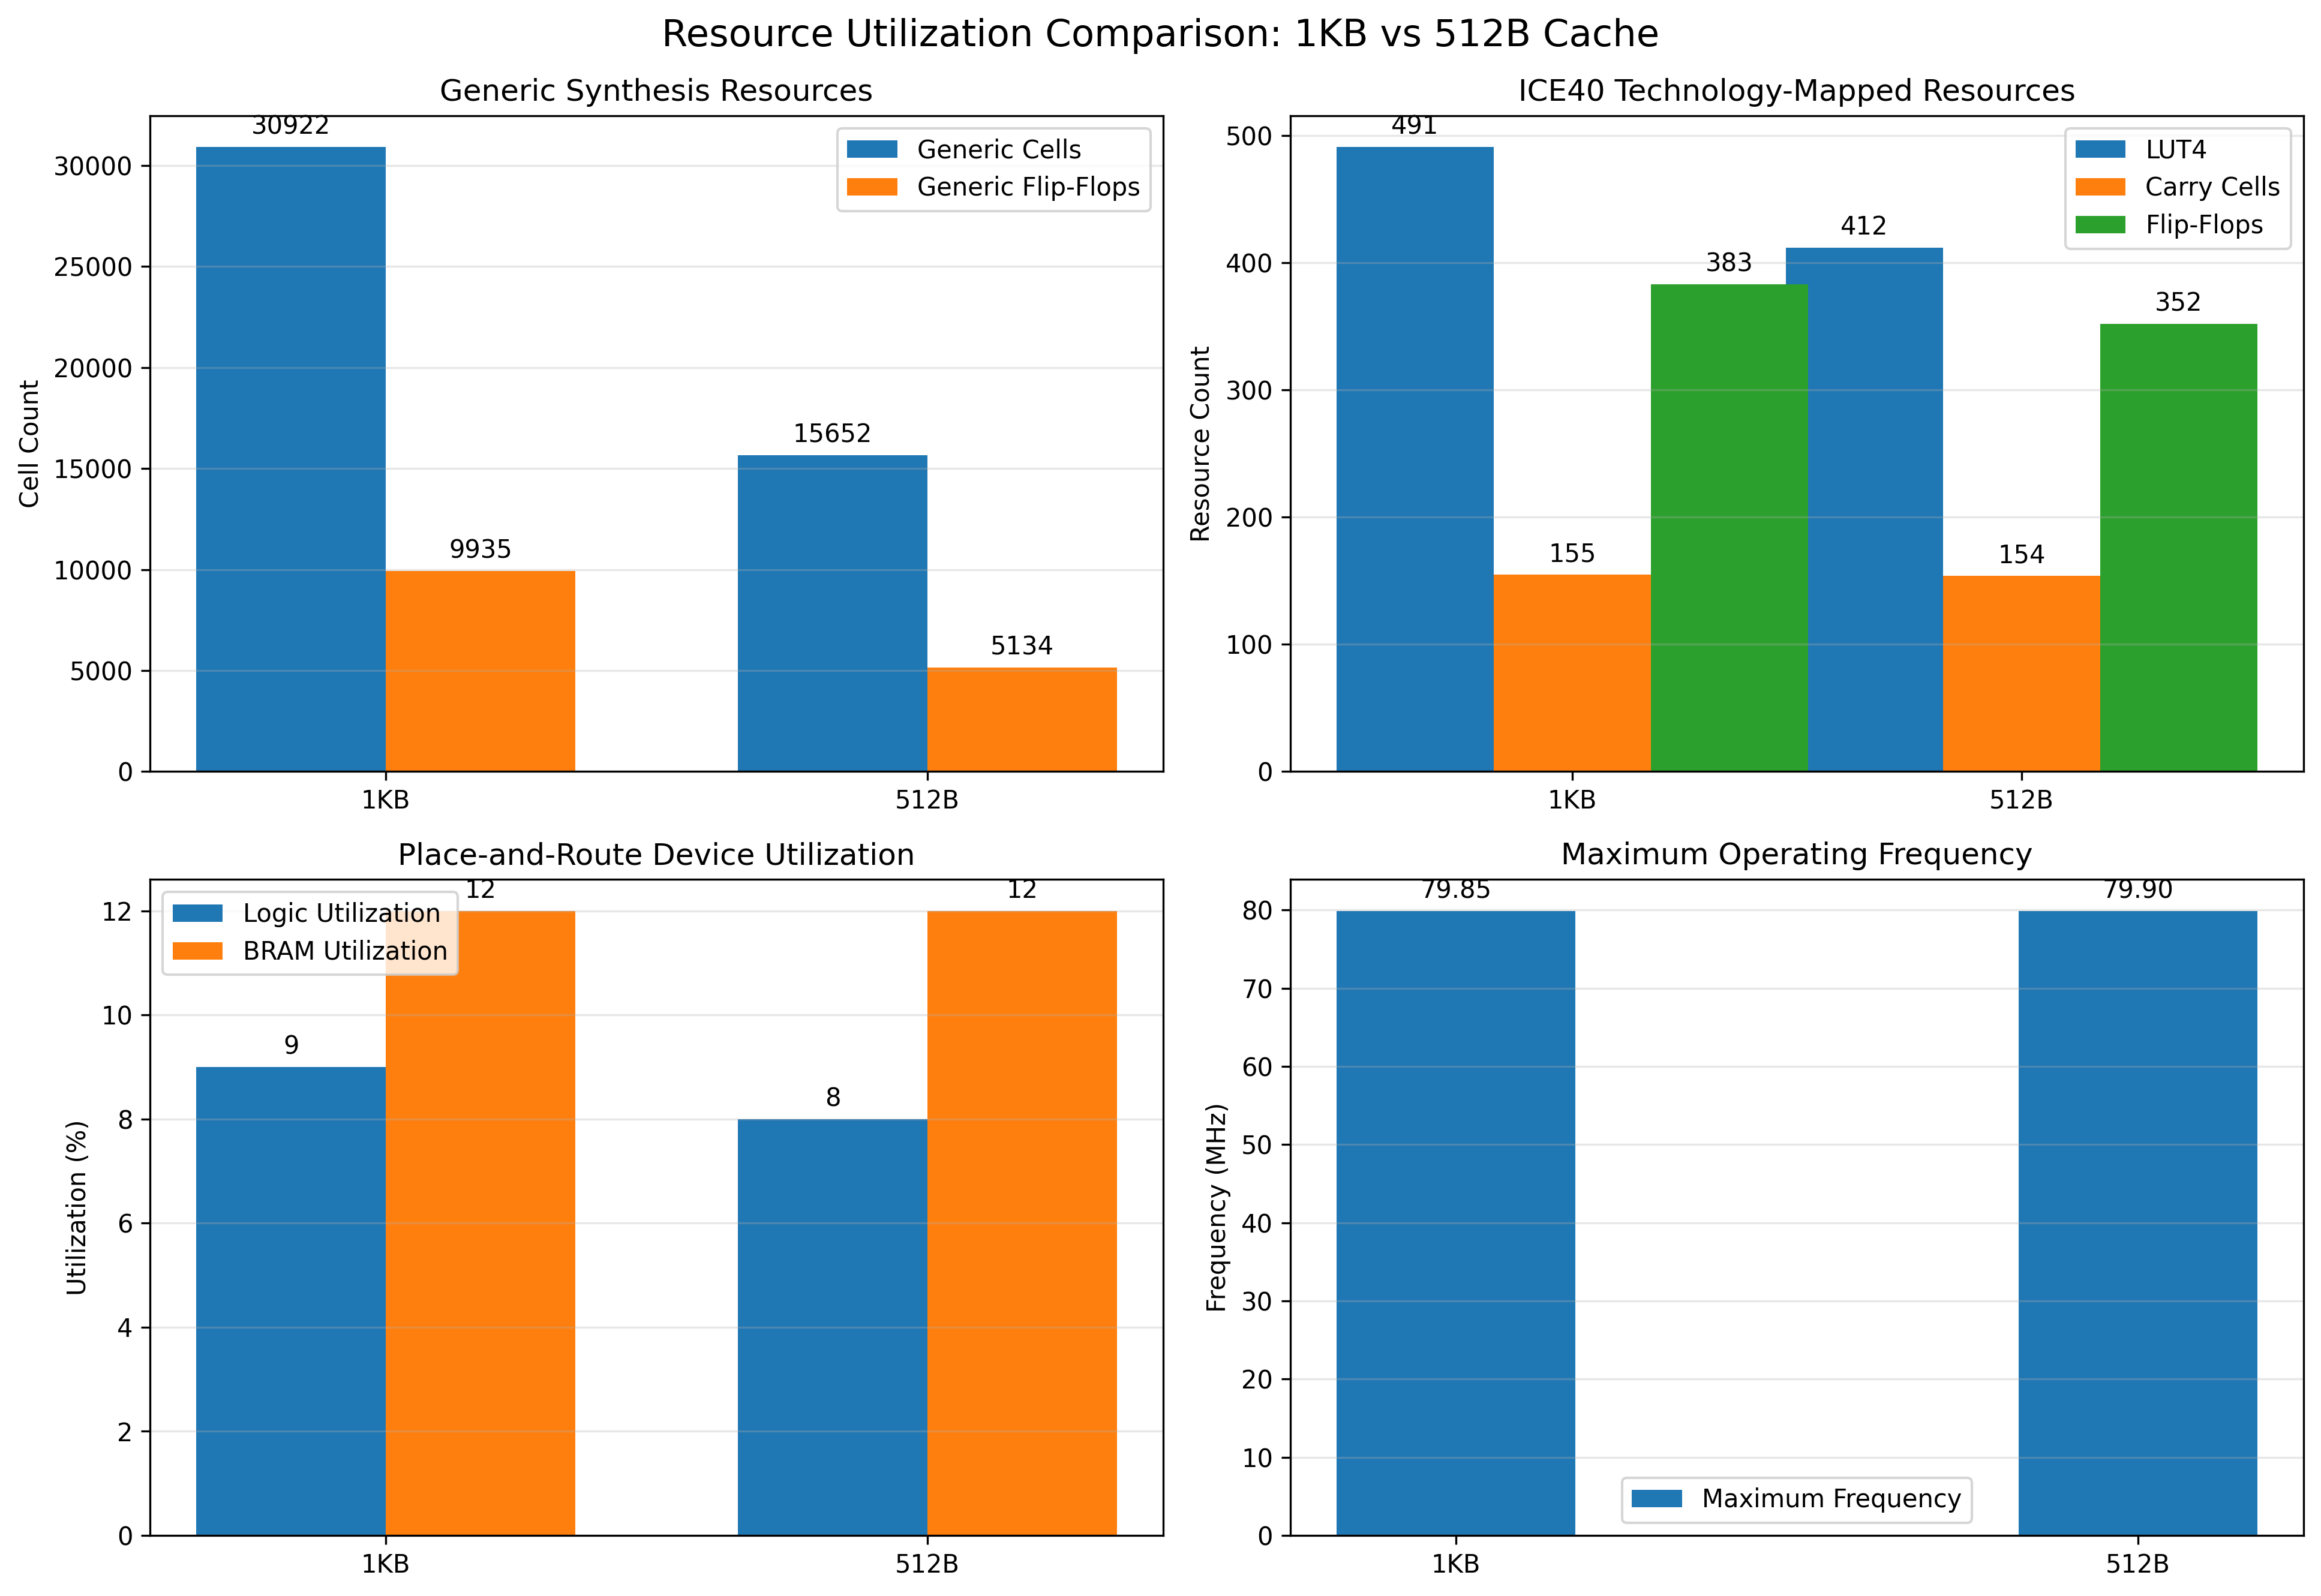 Resource Utilization Comparison: 1KB vs 512B Cache
Generic Synthesis Resources
30922
9935
15652
5134
Generic Cells
Generic Flip-Flops
Cell Count
30000
25000
20000
15000
10000
5000
0
1KB
512B
ICE40 Technology-Mapped Resources
491
155
383
412
154
352
LUT4
Carry Cells
Flip-Flops
Resource Count
500
400
300
200
100
0
1KB
512B
Place-and-Route Device Utilization
Logic Utilization
BRAM Utilization
9
12
8
12
Utilization (%)
12
10
8
6
4
2
0
1KB
512B
Maximum Operating Frequency
79.85
79.90
Maximum Frequency
Frequency (MHz)
80
70
60
50
40
30
20
10
0
1KB
512B